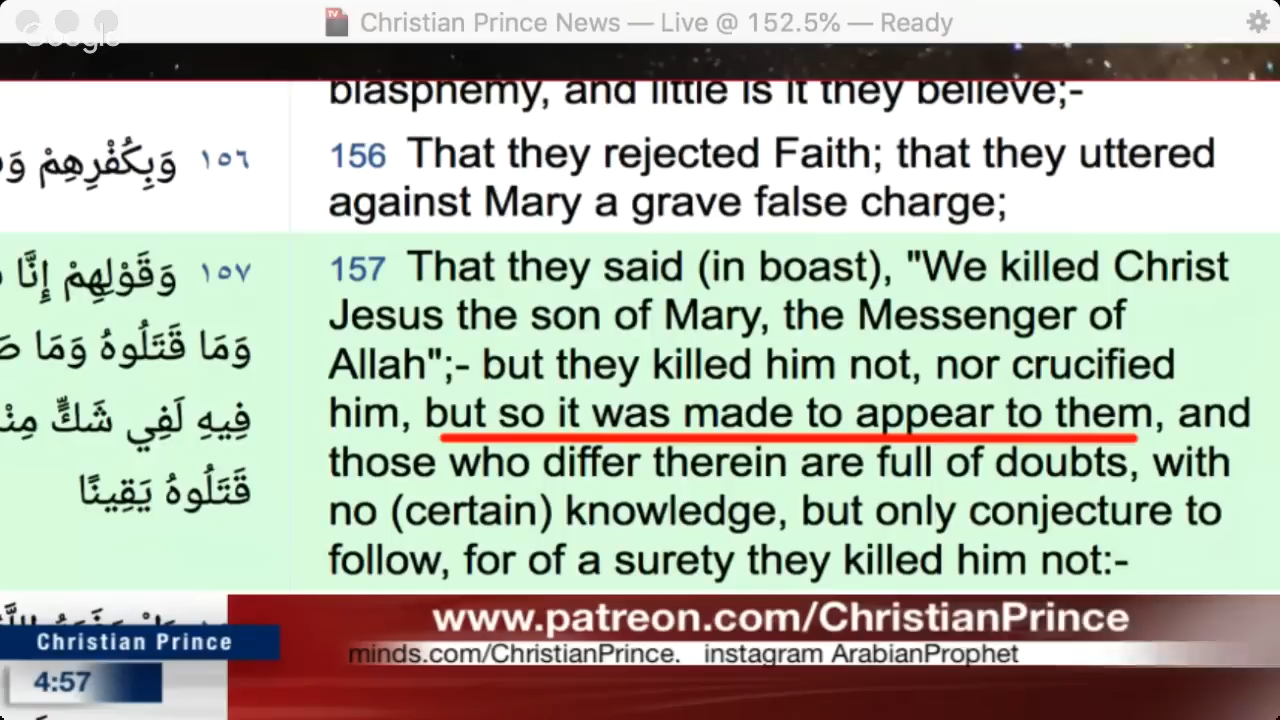 Christian Prince News — Live @ 152.5% — Ready
Google
blasphemy, and little is it they believe;-
١٥٦ وَبِكُفْرِهِمْ
156 That they rejected Faith; that they uttered
against Mary a grave false charge;
١٥٧ وَقَوْلِهِمْ إِنَّا
وَمَا قَتَلُوهُ وَمَا
فِيهِ لَفِي شَكٍّ
قَتَلُوهُ يَقِينًا
157 That they said (in boast), "We killed Christ
Jesus the son of Mary, the Messenger of
Allah";- but they killed him not, nor crucified
him, but so it was made to appear to them, and
those who differ therein are full of doubts, with
no (certain) knowledge, but only conjecture to
follow, for of a surety they killed him not:-
www.patreon.com/ChristianPrince
Christian Prince
minds.com/ChristianPrince. instagram ArabianProphet
4:57